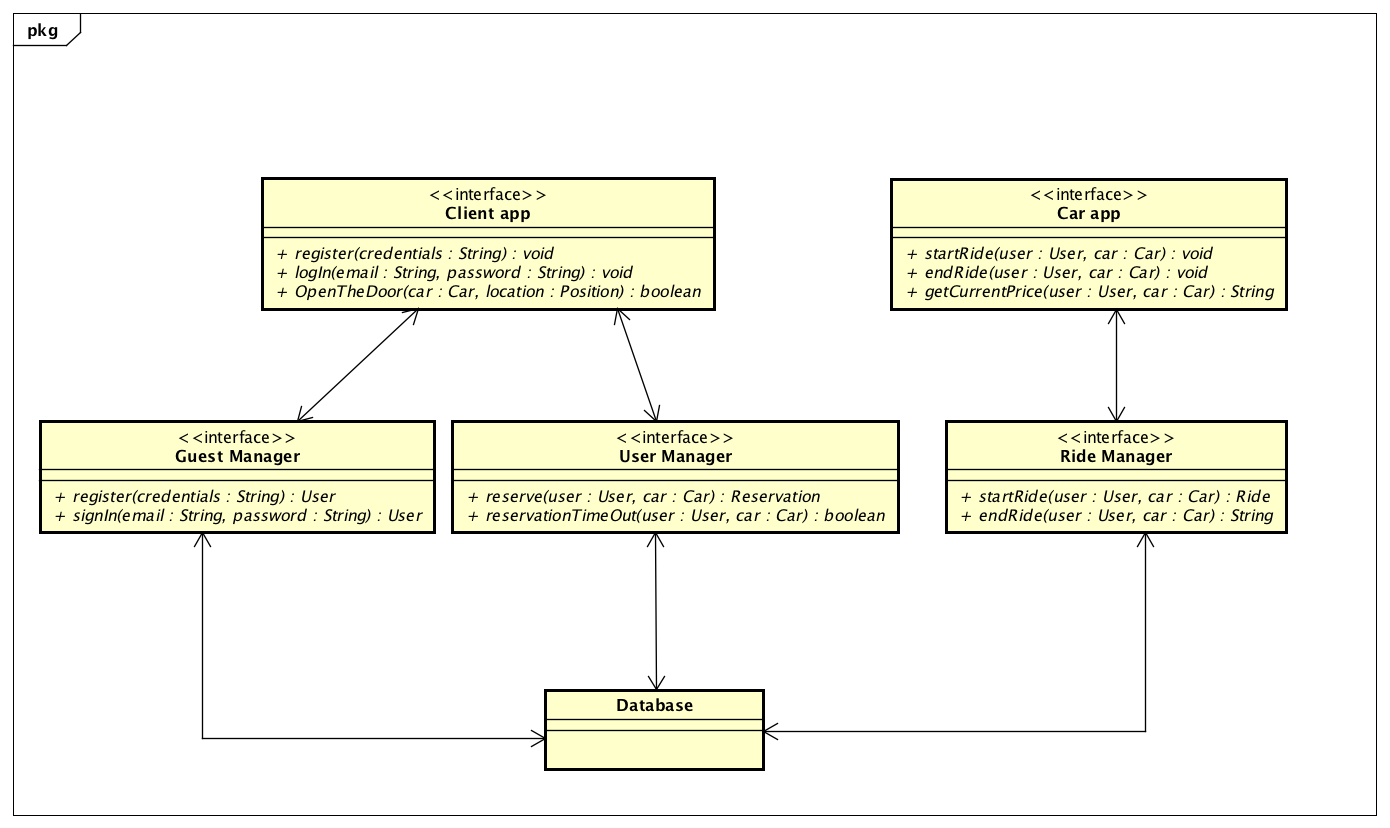 pkg
<<interface>>
Client app
+ register(credentials : String) : void
+ logIn(email : String, password : String) : void
+ OpenTheDoor(car : Car, location : Position) : boolean
<<interface>>
Car app
+ startRide(user : User, car : Car) : void
+ endRide(user : User, car : Car) : void
+ getCurrentPrice(user : User, car : Car) : String
<<interface>>
Guest Manager
+ register(credentials : String) : User
+ signIn(email : String, password : String) : User
<<interface>>
User Manager
+ reserve(user : User, car : Car) : Reservation
+ reservationTimeOut(user : User, car : Car) : boolean
<<interface>>
Ride Manager
+ startRide(user : User, car : Car) : Ride
+ endRide(user : User, car : Car) : String
Database